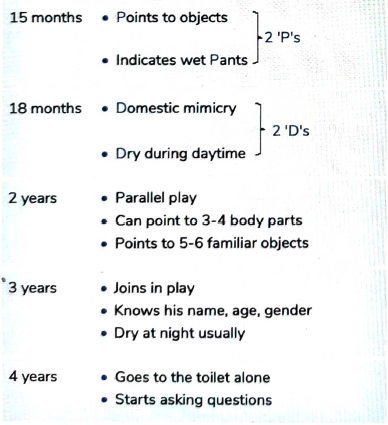 15 months • Points to objects
2 'P's
• Indicates wet Pants
18 months • Domestic mimicry
2 'D's
• Dry during daytime
2 years • Parallel play
• Can point to 3-4 body parts
• Points to 5-6 familiar objects
3 years • Joins in play
• Knows his name, age, gender
• Dry at night usually
4 years • Goes to the toilet alone
• Starts asking questions